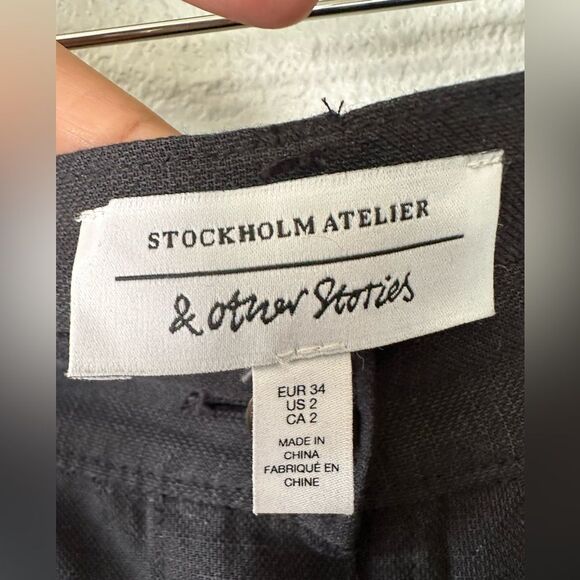 STOCKHOLM ATELIER
& other Stories
EUR 34
US 2
CA 2
MADE IN
CHINA
FABRIQUÉ EN
CHINE